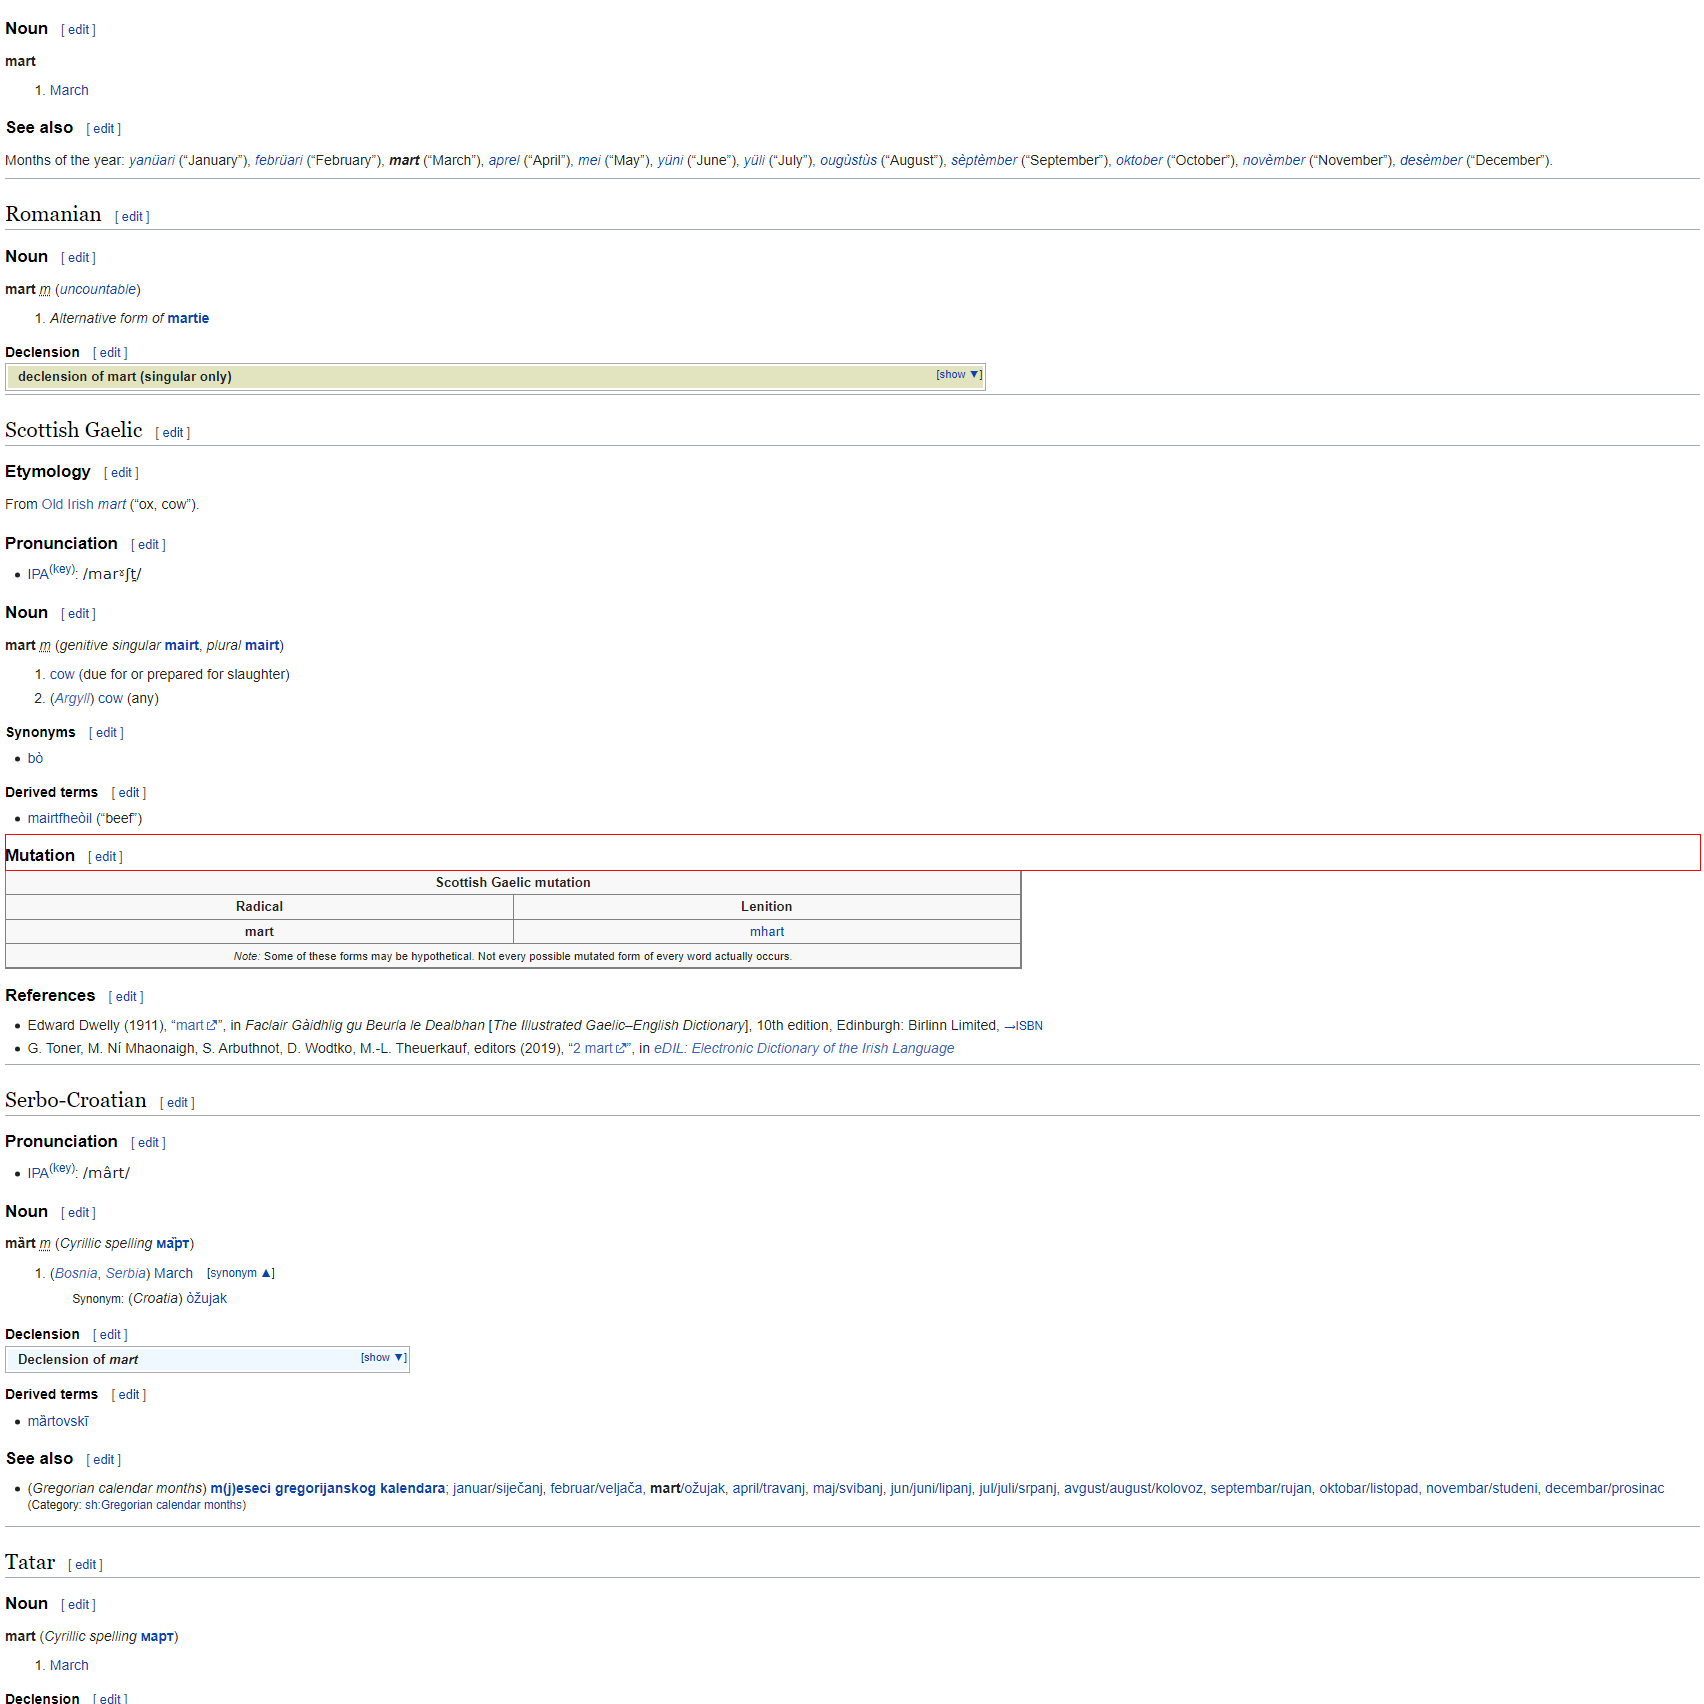 Noun [ edit ]
mart
1. March
See also [ edit ]
Months of the year: yanüari (“January”), febrüari (“February”), mart (“March”), aprel (“April”), mei (“May”), yüni (“June”), yüli (“July”), ougùstùs (“August”), sèptèmber (“September”), oktober (“October”), novèmber (“November”), desèmber (“December”).
Romanian [ edit ]
Noun [ edit ]
mart m (uncountable)
1. Alternative form of martie
Declension [ edit ]
declension of mart (singular only) [show ▼]
Scottish Gaelic [ edit ]
Etymology [ edit ]
From Old Irish mart (“ox, cow”).
Pronunciation [ edit ]
• IPA(key): /marˠʃt̪/
Noun [ edit ]
mart m (genitive singular mairt, plural mairt)
1. cow (due for or prepared for slaughter)
2. (Argyll) cow (any)
Synonyms [ edit ]
• bò
Derived terms [ edit ]
• mairtfheòil (“beef”)
Mutation [ edit ]
Scottish Gaelic mutation
Radical Lenition
mart mhart
Note: Some of these forms may be hypothetical. Not every possible mutated form of every word actually occurs.
References [ edit ]
• Edward Dwelly (1911), “mart”, in Faclair Gàidhlig gu Beurla le Dealbhan [The Illustrated Gaelic–English Dictionary], 10th edition, Edinburgh: Birlinn Limited, →ISBN
• G. Toner, M. Ní Mhaonaigh, S. Arbuthnot, D. Wodtko, M.-L. Theuerkauf, editors (2019), “2 mart”, in eDIL: Electronic Dictionary of the Irish Language
Serbo-Croatian [ edit ]
Pronunciation [ edit ]
• IPA(key): /mârt/
Noun [ edit ]
mȁrt m (Cyrillic spelling ма̏рт)
1. (Bosnia, Serbia) March [synonym ▲]
Synonym: (Croatia) òžujak
Declension [ edit ]
Declension of mart [show ▼]
Derived terms [ edit ]
• mȁrtovskī
See also [ edit ]
• (Gregorian calendar months) m(j)eseci gregorijanskog kalendara; januar/siječanj, februar/veljača, mart/ožujak, april/travanj, maj/svibanj, jun/juni/lipanj, jul/juli/srpanj, avgust/august/kolovoz, septembar/rujan, oktobar/listopad, novembar/studeni, decembar/prosinac
(Category: sh:Gregorian calendar months)
Tatar [ edit ]
Noun [ edit ]
mart (Cyrillic spelling март)
1. March
Declension [ edit ]